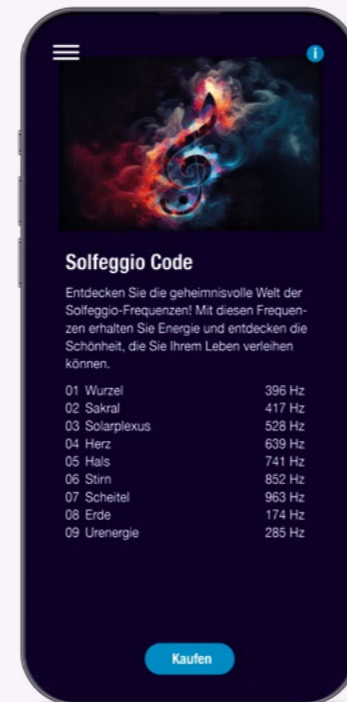 i
Solfeggio Code
Entdecken Sie die geheimnisvolle Welt der
Solfeggio-Frequenzen! Mit diesen Frequen-
zen erhalten Sie Energie und entdecken die
Schönheit, die Sie Ihrem Leben verleihen
können.
01 Wurzel 396 Hz
02 Sakral 417 Hz
03 Solarplexus 528 Hz
04 Herz 639 Hz
05 Hals 741 Hz
06 Stirn 852 Hz
07 Scheitel 963 Hz
08 Erde 174 Hz
09 Urenergie 285 Hz
Kaufen